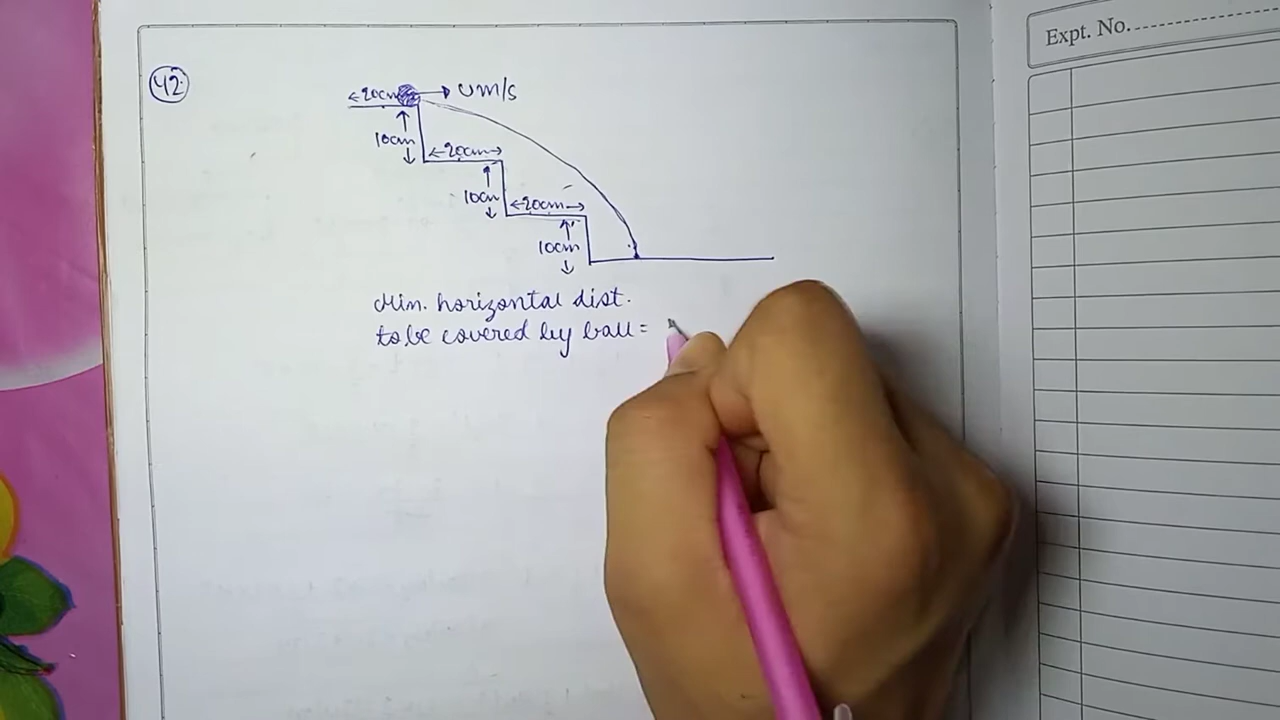 42.
Expt. No.
20cm
u m/s
10cm
20cm
10cm
20cm
10cm
Min. horizontal dist.
to be covered by ball =